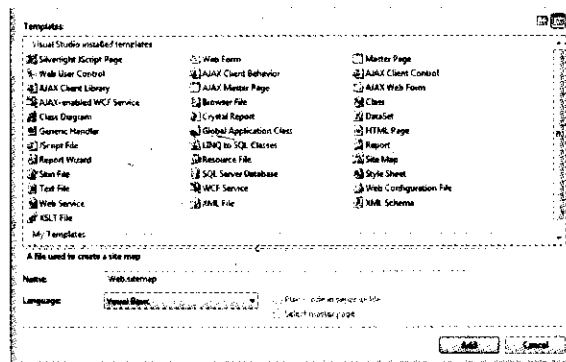 Templates:
Visual Studio installed templates
Silverlight JScript Page
Web Form
Master Page
Web User Control
AJAX Client Behavior
AJAX Client Control
AJAX Client Library
AJAX Master Page
AJAX Web Form
AJAX-enabled WCF Service
Browser File
Class
Class Diagram
Crystal Report
DataSet
Generic Handler
Global Application Class
HTML Page
JScript File
LINQ to SQL Classes
Report
Report Wizard
Resource File
Site Map
Skin File
SQL Server Database
Style Sheet
Text File
WCF Service
Web Configuration File
Web Service
XML File
XML Schema
XSLT File
My Templates
A file used to create a site map
Name:
Web.sitemap
Language:
Visual Basic
Place code in separate file
Select master page
Add
Cancel